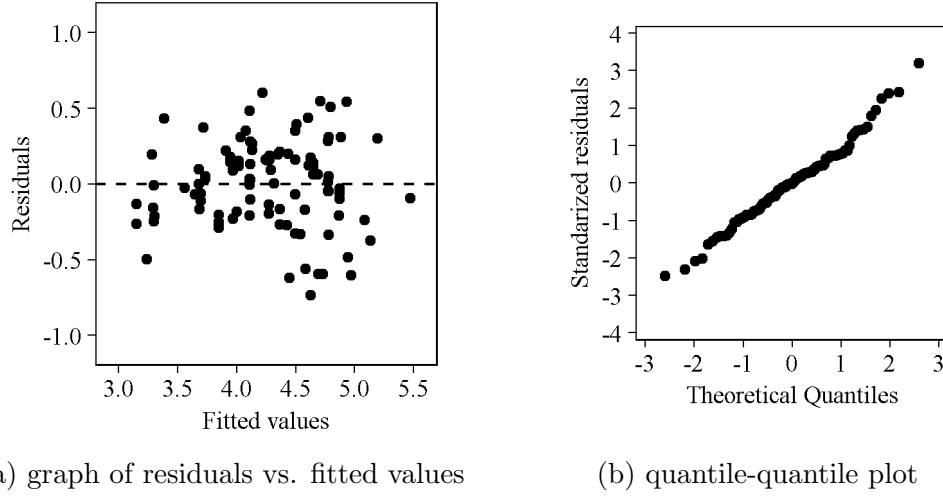 1.0
0.5
0.0
-0.5
-1.0
Residuals
3.0 3.5 4.0 4.5 5.0 5.5
Fitted values
) graph of residuals vs. fitted values
4
3
2
1
0
-1
-2
-3
-4
Standarized residuals
-3 -2 -1 0 1 2 3
Theoretical Quantiles
(b) quantile-quantile plot